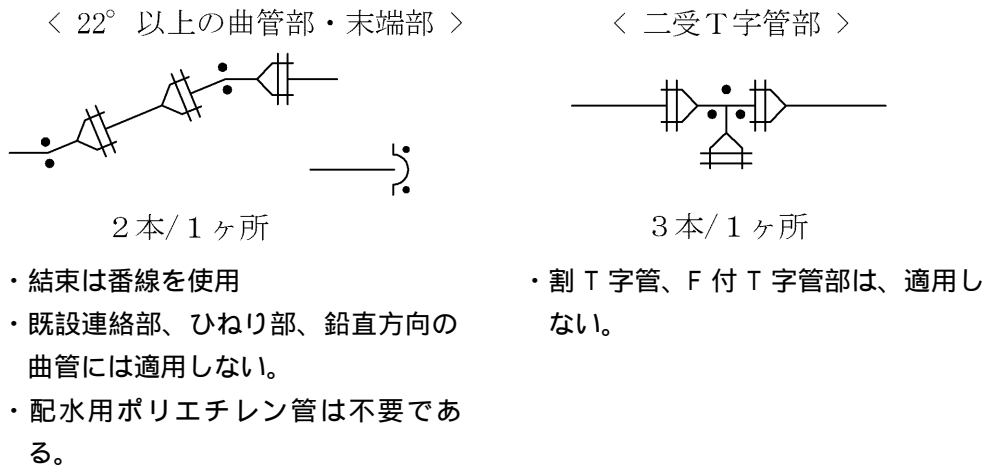 < 22° 以上の曲管部・末端部 >
２本/１ヶ所
・結束は番線を使用
・既設連絡部、ひねり部、鉛直方向の
曲管には適用しない。
・配水用ポリエチレン管は不要であ
る。
< 二受Ｔ字管部 >
３本/１ヶ所
・割 T 字管、F 付 T 字管部は、適用し
ない。